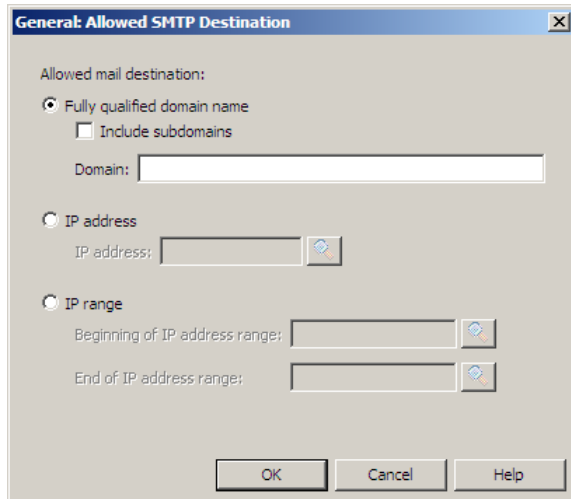 General: Allowed SMTP Destination
Allowed mail destination:
Fully qualified domain name
Include subdomains
Domain:
IP address
IP address:
IP range
Beginning of IP address range:
End of IP address range:
OK Cancel Help